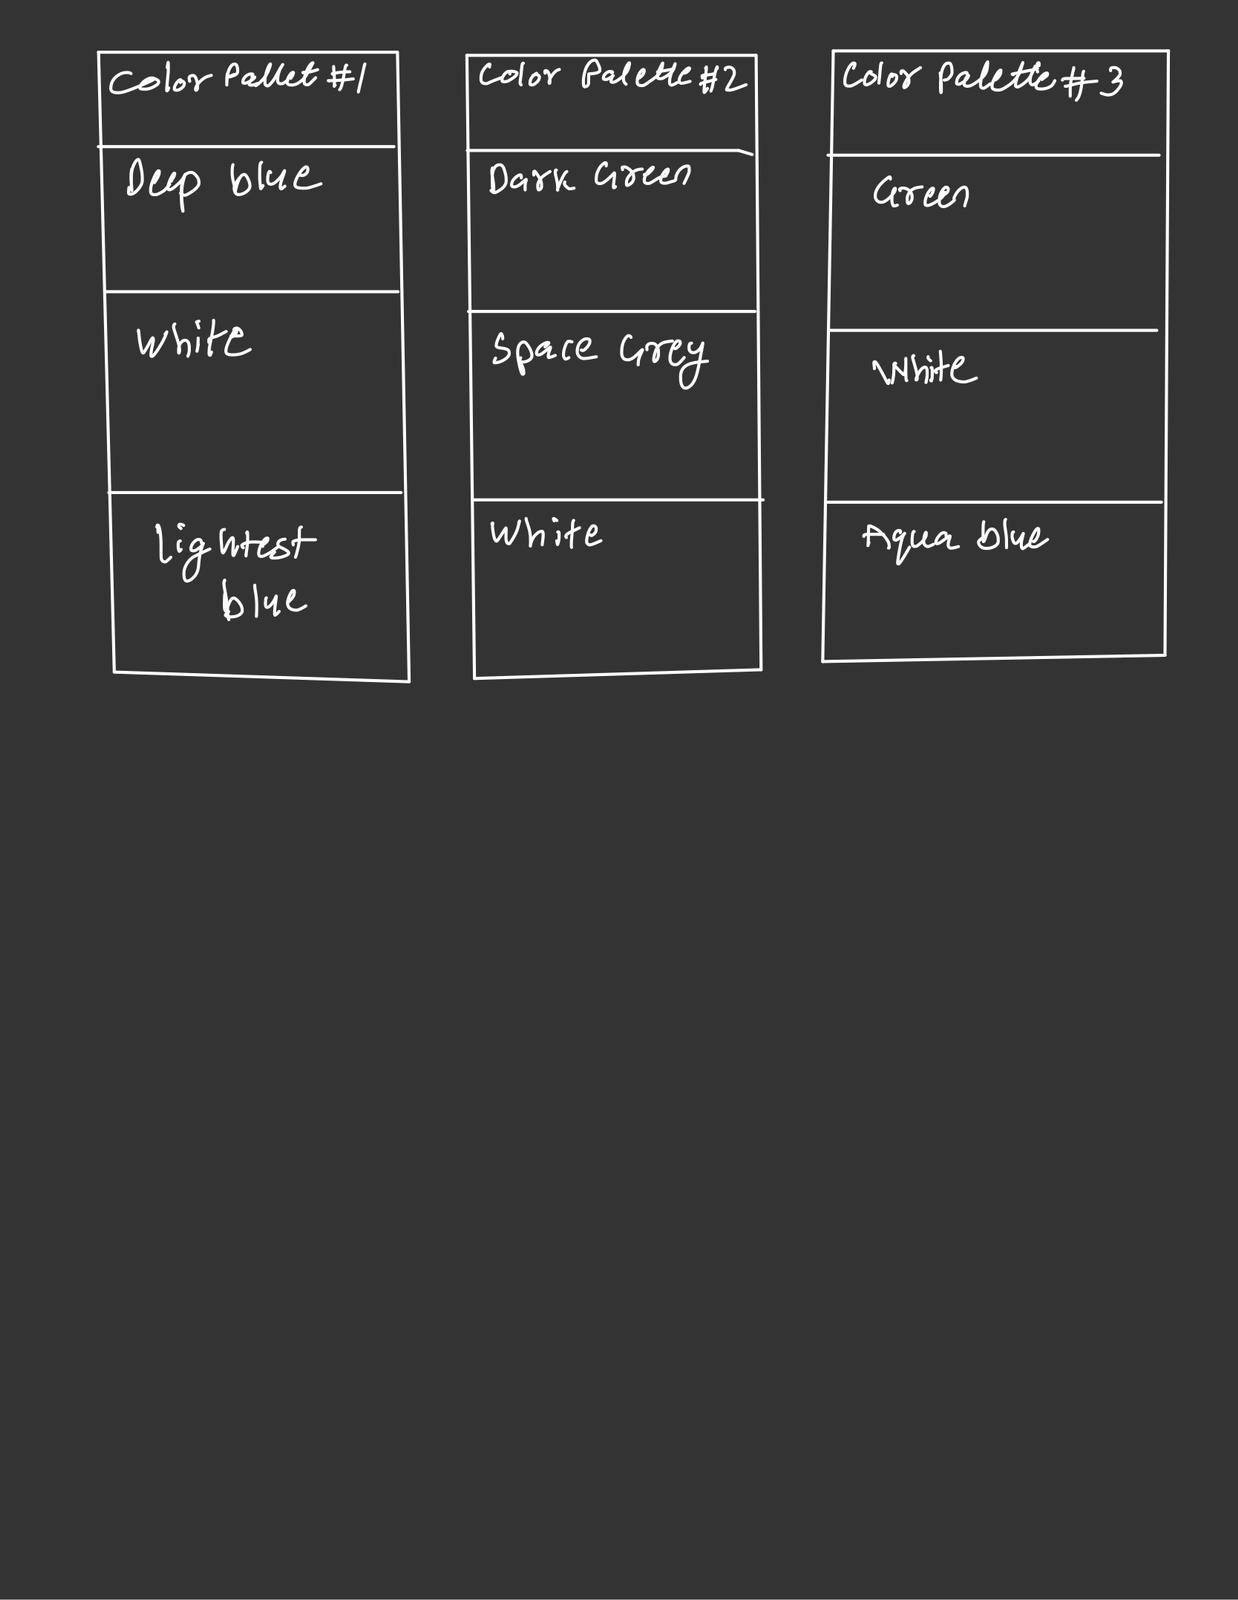 Color Pallet #1
Deep blue
White
lightest
blue
Color Palette #2
Dark Green
Space Grey
White
Color Palette #3
Green
White
Aqua blue